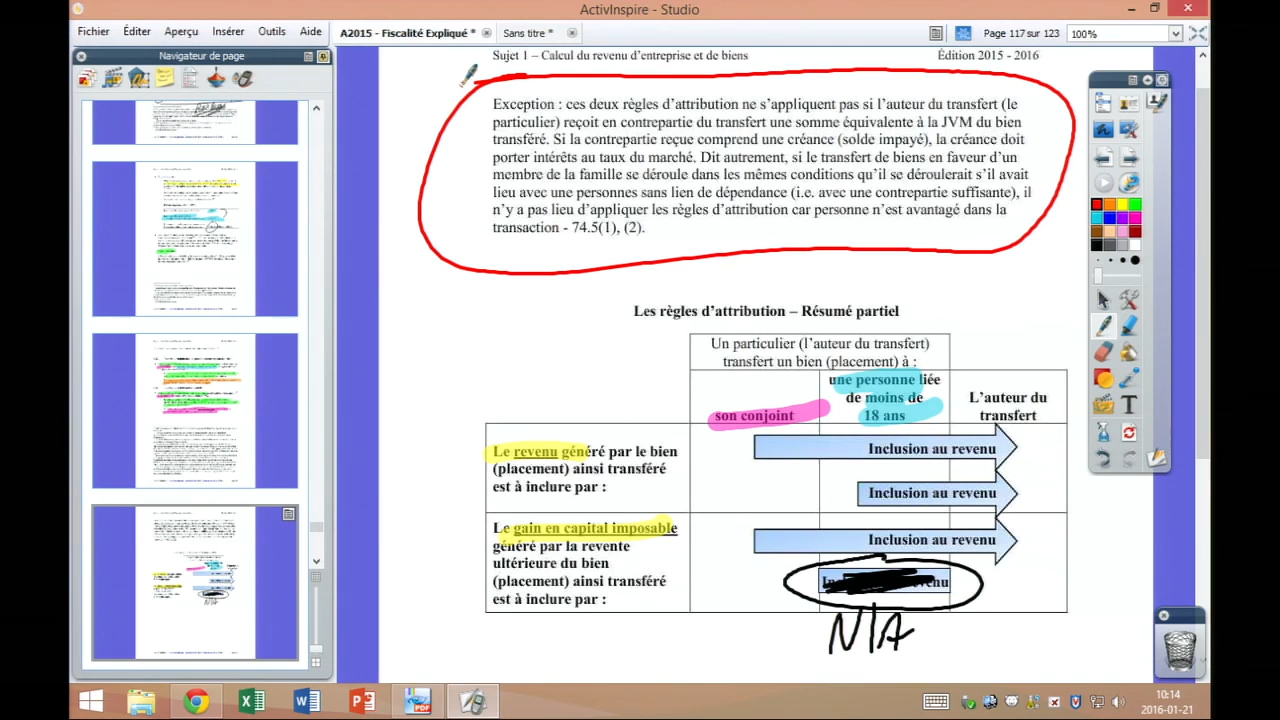 ActivInspire - Studio
Fichier Éditer Aperçu Insérer Outils Aide
A2015 - Fiscalité Expliqué * Sans titre *
Page 117 sur 123 100%
Navigateur de page
Sujet 1 – Calcul du revenu d'entreprise et de biens Édition 2015 - 2016
Exception : ces deux règles d'attribution ne s'appliquent pas si l'auteur du transfert (le
particulier) reçoit en contrepartie du transfert une somme équivalente à la JVM du bien
transféré. Si la contrepartie reçue comprend une créance (solde impayé), la créance doit
porter intérêts au taux du marché. Dit autrement, si le transfert de biens en faveur d'un
membre de la famille se déroule dans les mêmes conditions qu'il se déroulerait s'il avait
lieu avec une personne sans lien de dépendance (i.e. avec une contrepartie suffisante), il
n'y a pas lieu d'appliquer les règles d'attribution car personne n'est avantagé dans la
transaction - 74.5(1), (2).
Les règles d'attribution – Résumé partiel
Un particulier (l'auteur du transfert)
transfert un bien (placement) à :
son conjoint
une personne liée
de moins de
18 ans
L'auteur du
transfert
Le revenu généré par le bien
(placement) ainsi transféré
est à inclure par :
Inclusion au revenu
Inclusion au revenu
Le gain en capital imposable
généré par la revente
ultérieure du bien
(placement) ainsi transféré
est à inclure par :
Inclusion au revenu
N/A
10:14
2016-01-21